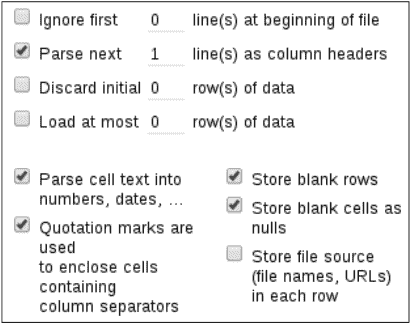 Ignore first 0 line(s) at beginning of file
Parse next 1 line(s) as column headers
Discard initial 0 row(s) of data
Load at most 0 row(s) of data
Parse cell text into
numbers, dates, ...
Quotation marks are
used
to enclose cells
containing
column separators
Store blank rows
Store blank cells as
nulls
Store file source
(file names, URLs)
in each row